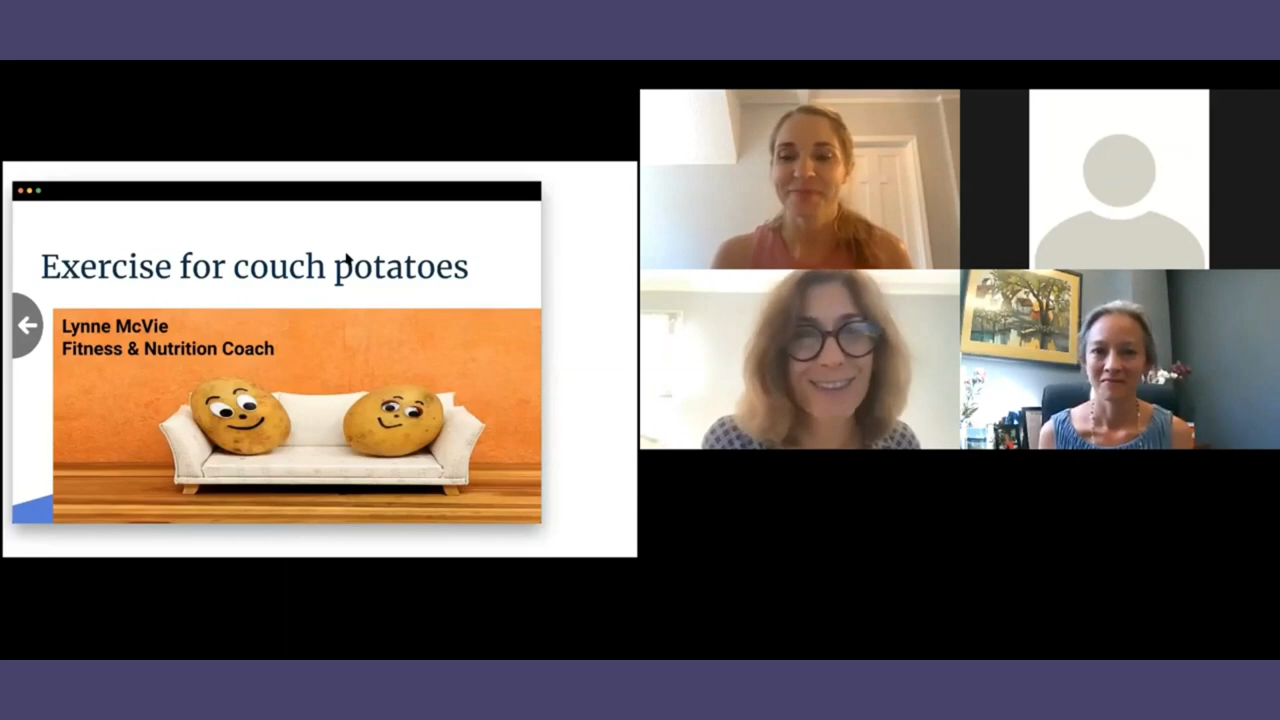 Exercise for couch potatoes
Lynne McVie
Fitness & Nutrition Coach